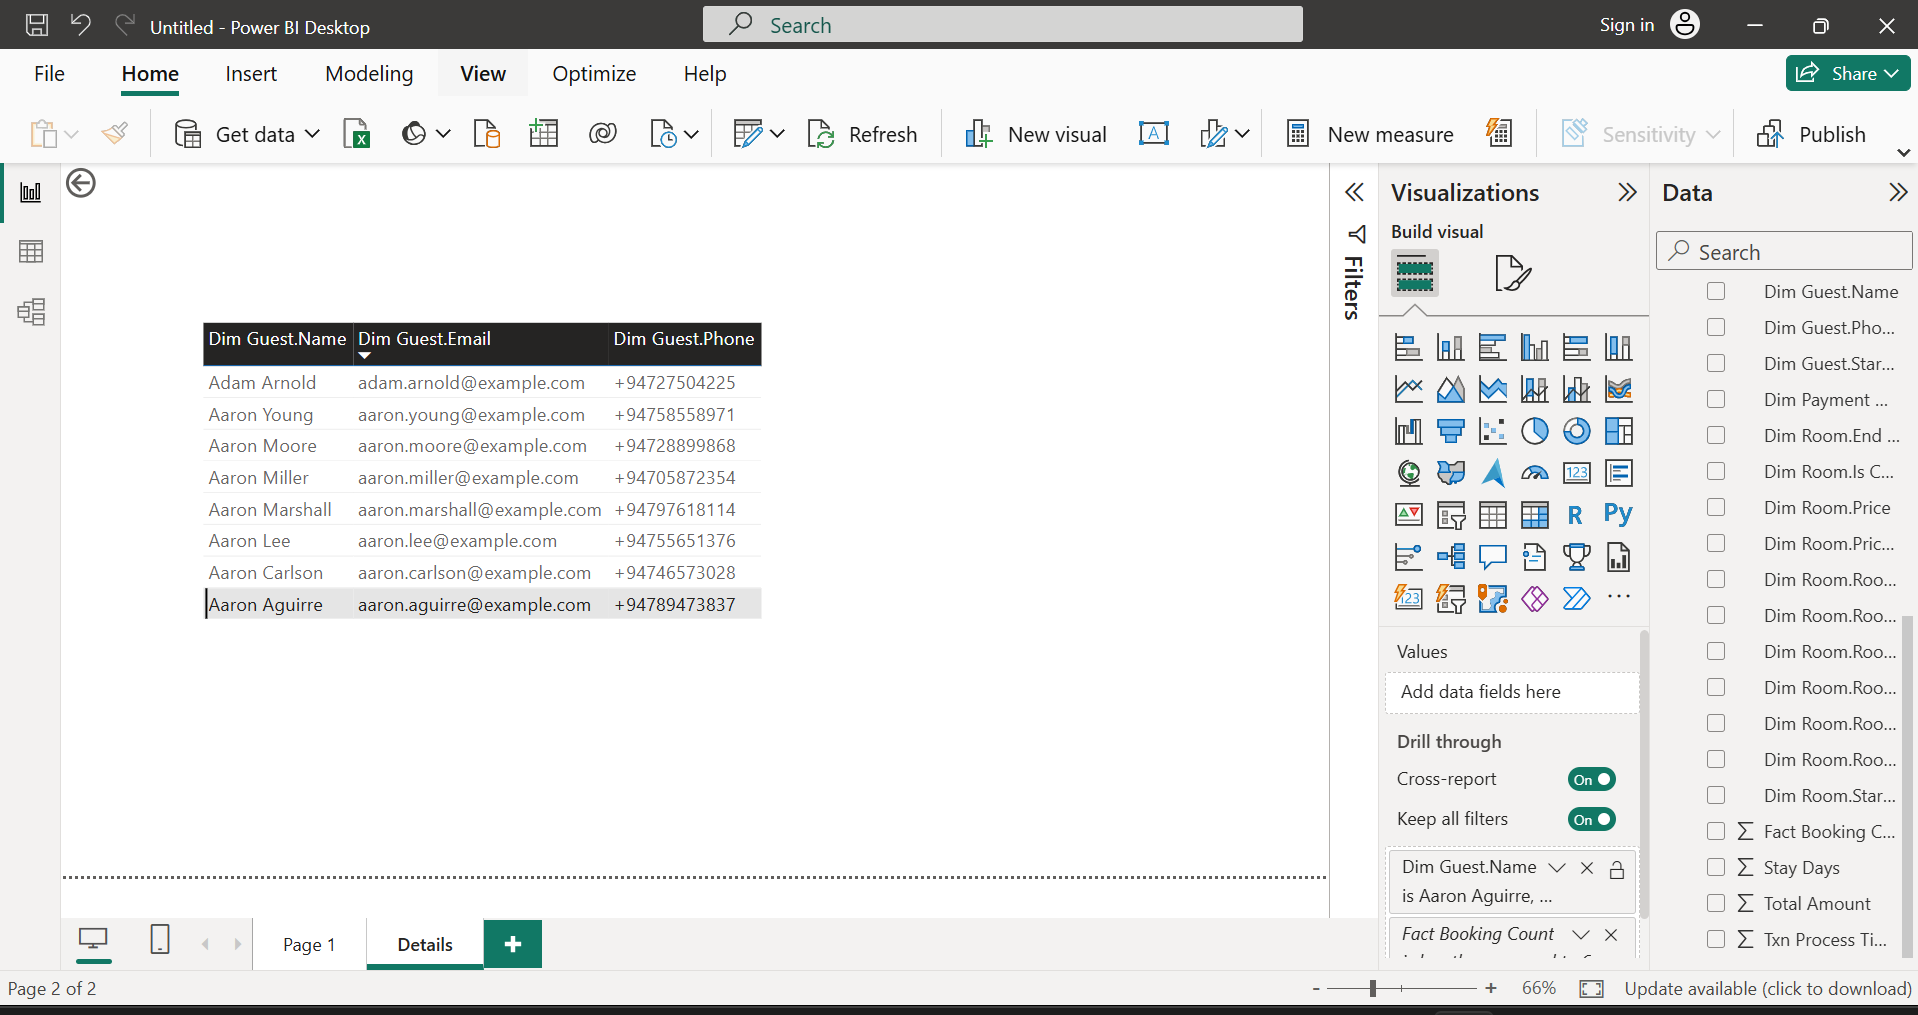 Untitled - Power BI Desktop
Search
Sign in
File
Home
Insert
Modeling
View
Optimize
Help
Share
Get data
Refresh
New visual
New measure
Sensitivity
Publish
Filters
Visualizations
Build visual
Data
Search
Dim Guest.Name Dim Guest.Email Dim Guest.Phone
Adam Arnold adam.arnold@example.com +94727504225
Aaron Young aaron.young@example.com +94758558971
Aaron Moore aaron.moore@example.com +94728899868
Aaron Miller aaron.miller@example.com +94705872354
Aaron Marshall aaron.marshall@example.com +94797618114
Aaron Lee aaron.lee@example.com +94755651376
Aaron Carlson aaron.carlson@example.com +94746573028
Aaron Aguirre aaron.aguirre@example.com +94789473837
123
R Py
123
Values
Add data fields here
Drill through
Cross-report On
Keep all filters On
Dim Guest.Name
is Aaron Aguirre, ...
Fact Booking Count
Dim Guest.Name
Dim Guest.Pho...
Dim Guest.Star...
Dim Payment ...
Dim Room.End ...
Dim Room.Is C...
Dim Room.Price
Dim Room.Pric...
Dim Room.Roo...
Dim Room.Roo...
Dim Room.Roo...
Dim Room.Roo...
Dim Room.Roo...
Dim Room.Roo...
Dim Room.Star...
Σ Fact Booking C...
Σ Stay Days
Σ Total Amount
Σ Txn Process Ti...
Page 1
Details
Page 2 of 2
- + 66%
Update available (click to download)